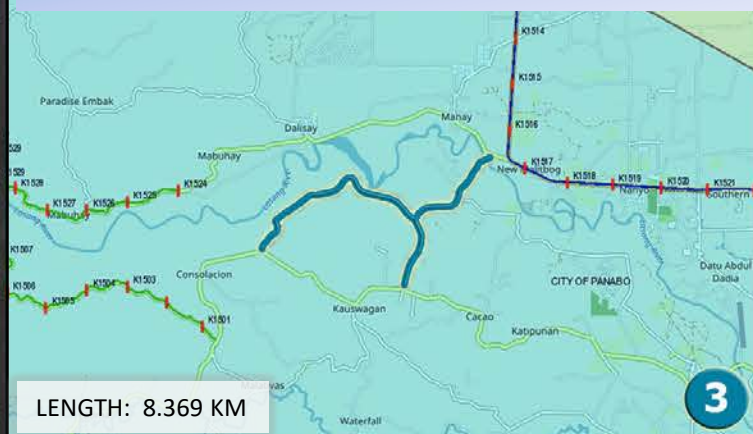 K1514
K1515
Paradise Embak
Dalisay
Manay
K1516
K1517
Mabuhay
K1524
K1525
K1526
K1527
K1528
K1518
K1519
K1520
K1521
Southern
K1507
K1506
K1504
K1503
K1501
Consolacion
Kauswagan
Cacao
Katipunan
CITY OF PANABO
Datu Abdul
Dadia
Waterfall
LENGTH: 8.369 KM
3